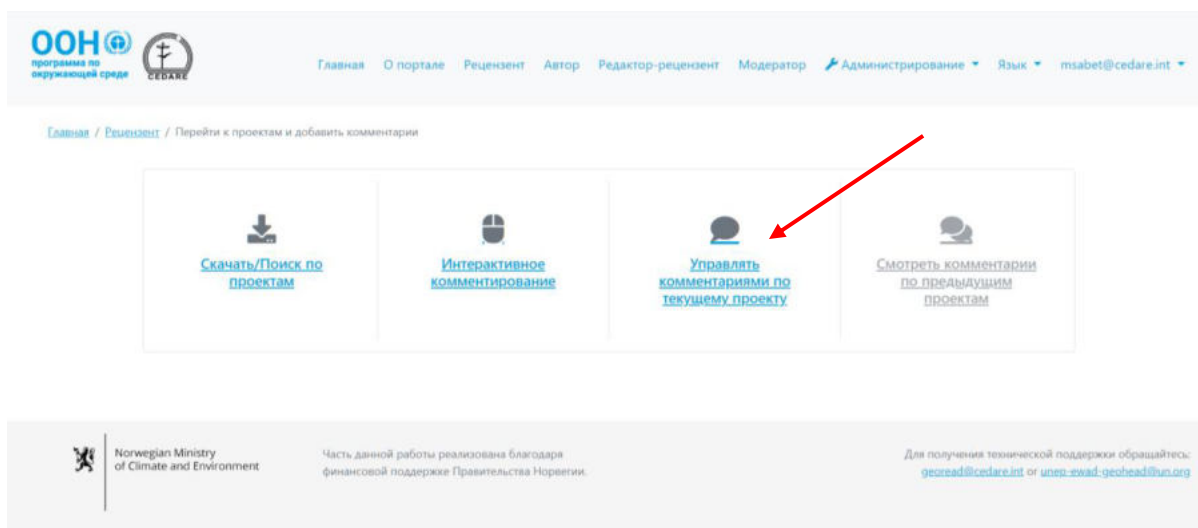 ООН
программа по
окружающей среде
CEDARE
Главная О портале Рецензент Автор Редактор-рецензент Модератор Администрирование Язык msabet@cedare.int
Главная / Рецензент / Перейти к проектам и добавить комментарии
Скачать/Поиск по
проектам
Интерактивное
комментирование
Управлять
комментариями по
текущему проекту
Смотреть комментарии
по предыдущим
проектам
Norwegian Ministry
of Climate and Environment
Часть данной работы реализована благодаря
финансовой поддержке Правительства Норвегии.
Для получения технической поддержки обращайтесь:
georead@cedare.int or unep-ewad-geohead@un.org